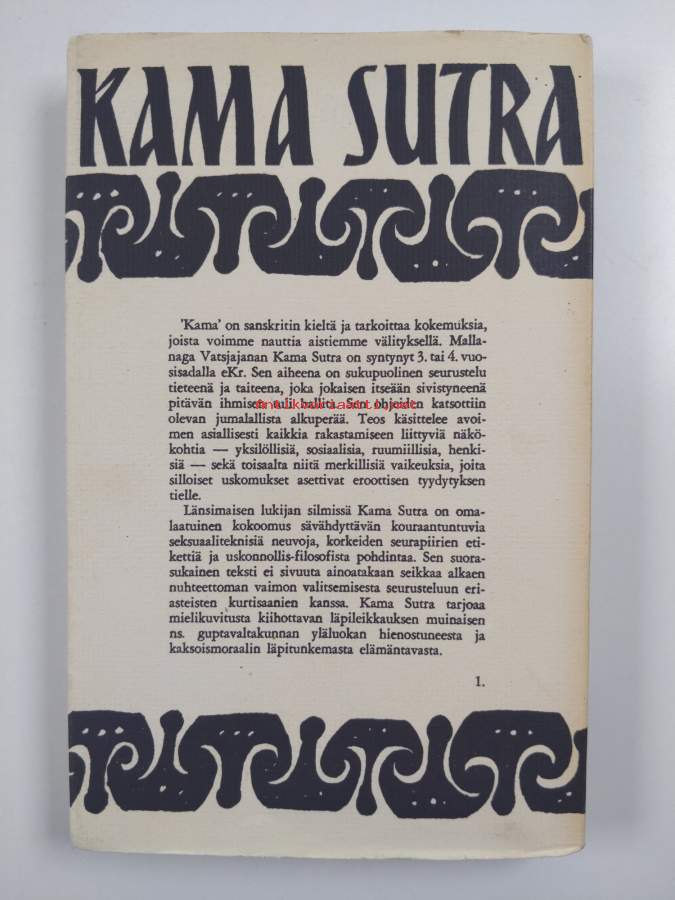 KAMA SUTRA
'Kama' on sanskritin kieltä ja tarkoittaa kokemuksia,
joista voimme nauttia aistiemme välityksellä. Malla-
naga Vatsjajanan Kama Sutra on syntynyt 3. tai 4. vuo-
sisadalla eKr. Sen aiheena on sukupuolinen seurustelu
tieteenä ja taiteena, joka jokaisen itseään sivistyneenä
pitävän ihmisen tuli hallita. Sen ohjeiden katsottiin
antikvariaatti.net
olevan jumalallista alkuperää. Teos käsittelee avoi-
men asiallisesti kaikkia rakastamiseen liittyviä näkö-
kohtia — yksilöllisiä, sosiaalisia, ruumiillisia, henki-
siä — sekä toisaalta niitä merkillisiä vaikeuksia, joita
silloiset uskomukset asettivat eroottisen tyydytyksen
tielle.
Länsimaisen lukijan silmissä Kama Sutra on oma-
laatuinen kokoomus sävähdyttävän kouraantuntuvia
seksuaaliteknisiä neuvoja, korkeiden seurapiirien eti-
kettiä ja uskonnollis-filosofista pohdintaa. Sen suora-
sukainen teksti ei sivuuta ainoatakaan seikkaa alkaen
nuhteettoman vaimon valitsemisesta seurusteluun eri-
asteisten kurtisaanien kanssa. Kama Sutra tarjoaa
mielikuvitusta kiihottavan läpileikkauksen muinaisen
ns. guptavaltakunnan yläluokan hienostuneesta ja
kaksoismoraalin läpitunkemasta elämäntavasta.
1.